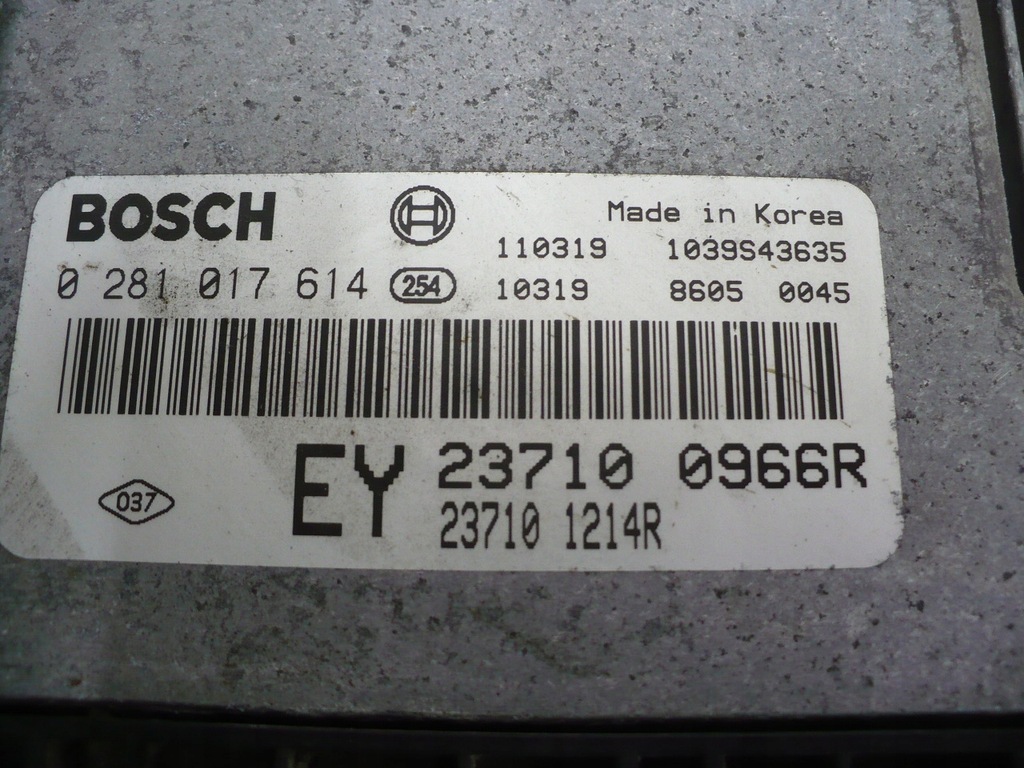 BOSCH
Made in Korea
110319 1039S43635
0 281 017 614 254 10319 8605 0045
EY 23710 0966R
037 23710 1214R